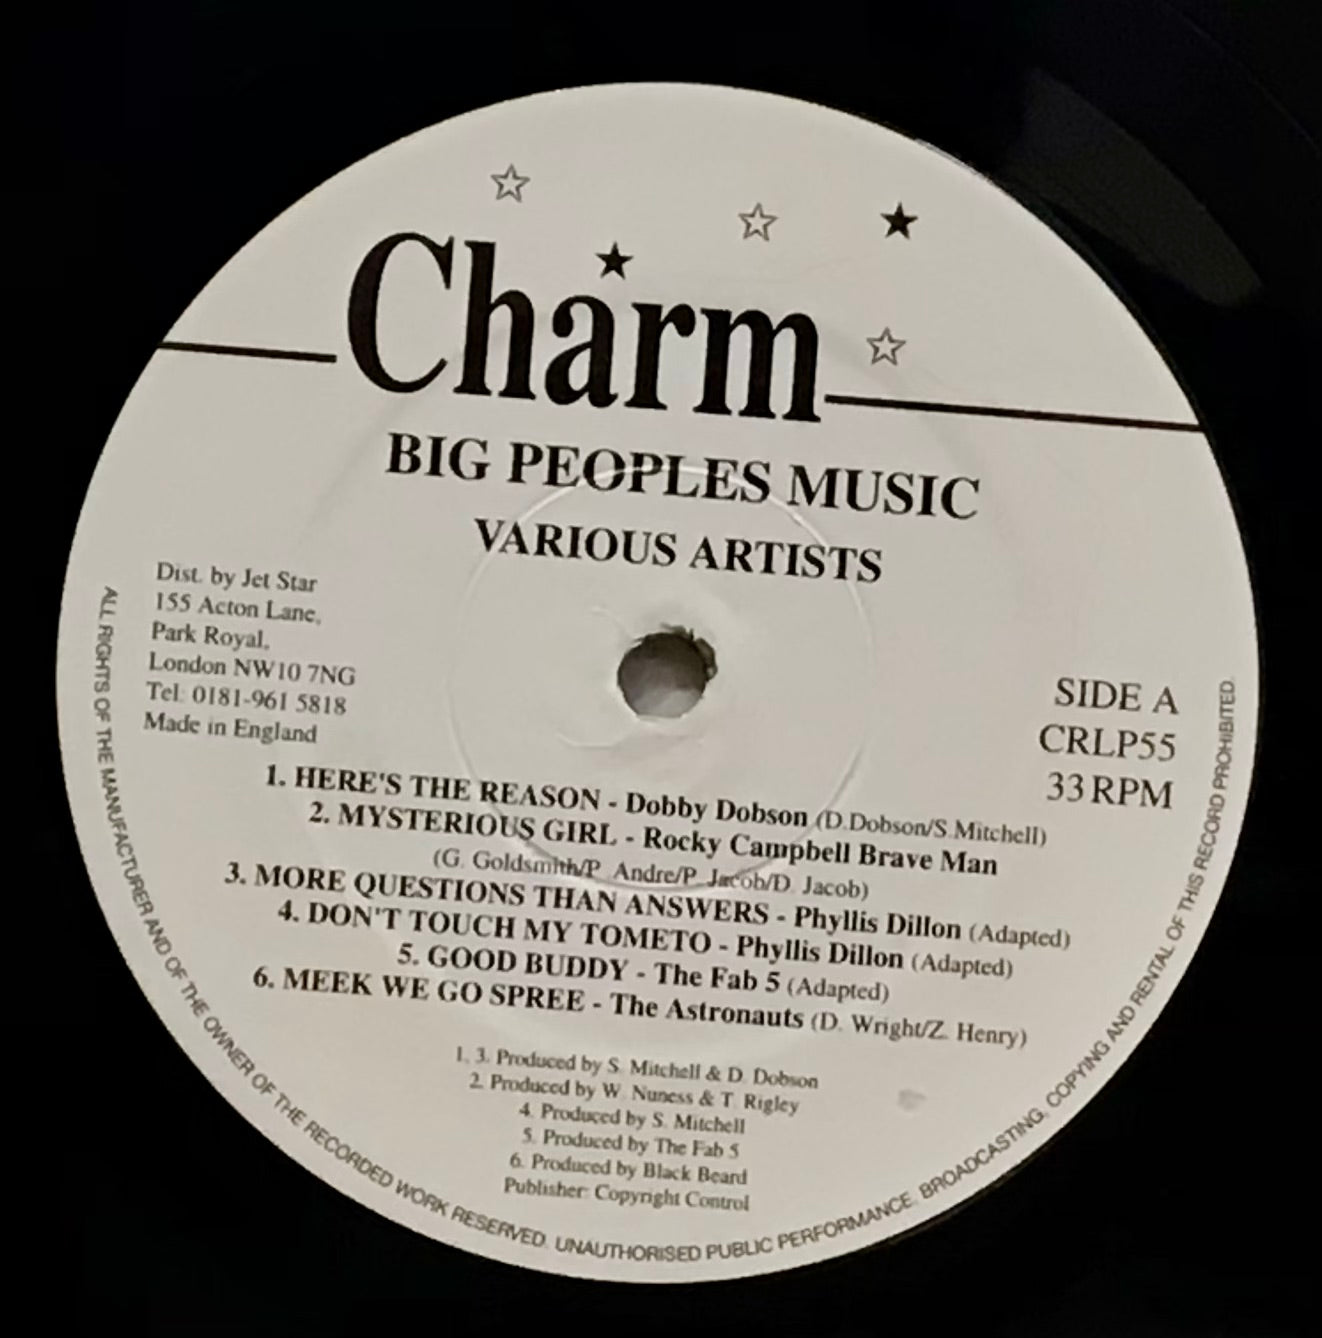 Charm
BIG PEOPLES MUSIC
VARIOUS ARTISTS
Dist. by Jet Star
155 Acton Lane,
Park Royal,
London NW10 7NG
Tel: 0181-961 5818
Made in England
SIDE A
CRLP55
33 RPM
1. HERE'S THE REASON - Dobby Dobson (D.Dobson/S.Mitchell)
2. MYSTERIOUS GIRL - Rocky Campbell Brave Man
(G. Goldsmith/P. Andre/P. Jacob/D. Jacob)
3. MORE QUESTIONS THAN ANSWERS - Phyllis Dillon (Adapted)
4. DON'T TOUCH MY TOMETO - Phyllis Dillon (Adapted)
5. GOOD BUDDY - The Fab 5 (Adapted)
6. MEEK WE GO SPREE - The Astronauts (D. Wright/Z. Henry)
1, 3. Produced by S. Mitchell & D. Dobson
2. Produced by W. Nuness & T. Rigley
4. Produced by S. Mitchell
5. Produced by The Fab 5
6. Produced by Black Beard
Publisher: Copyright Control
ALL RIGHTS OF THE MANUFACTURER AND OF THE OWNER OF THE RECORDED WORK RESERVED. UNAUTHORISED PUBLIC PERFORMANCE. BROADCASTING, COPYING AND RENTAL OF THIS RECORD PROHIBITED.